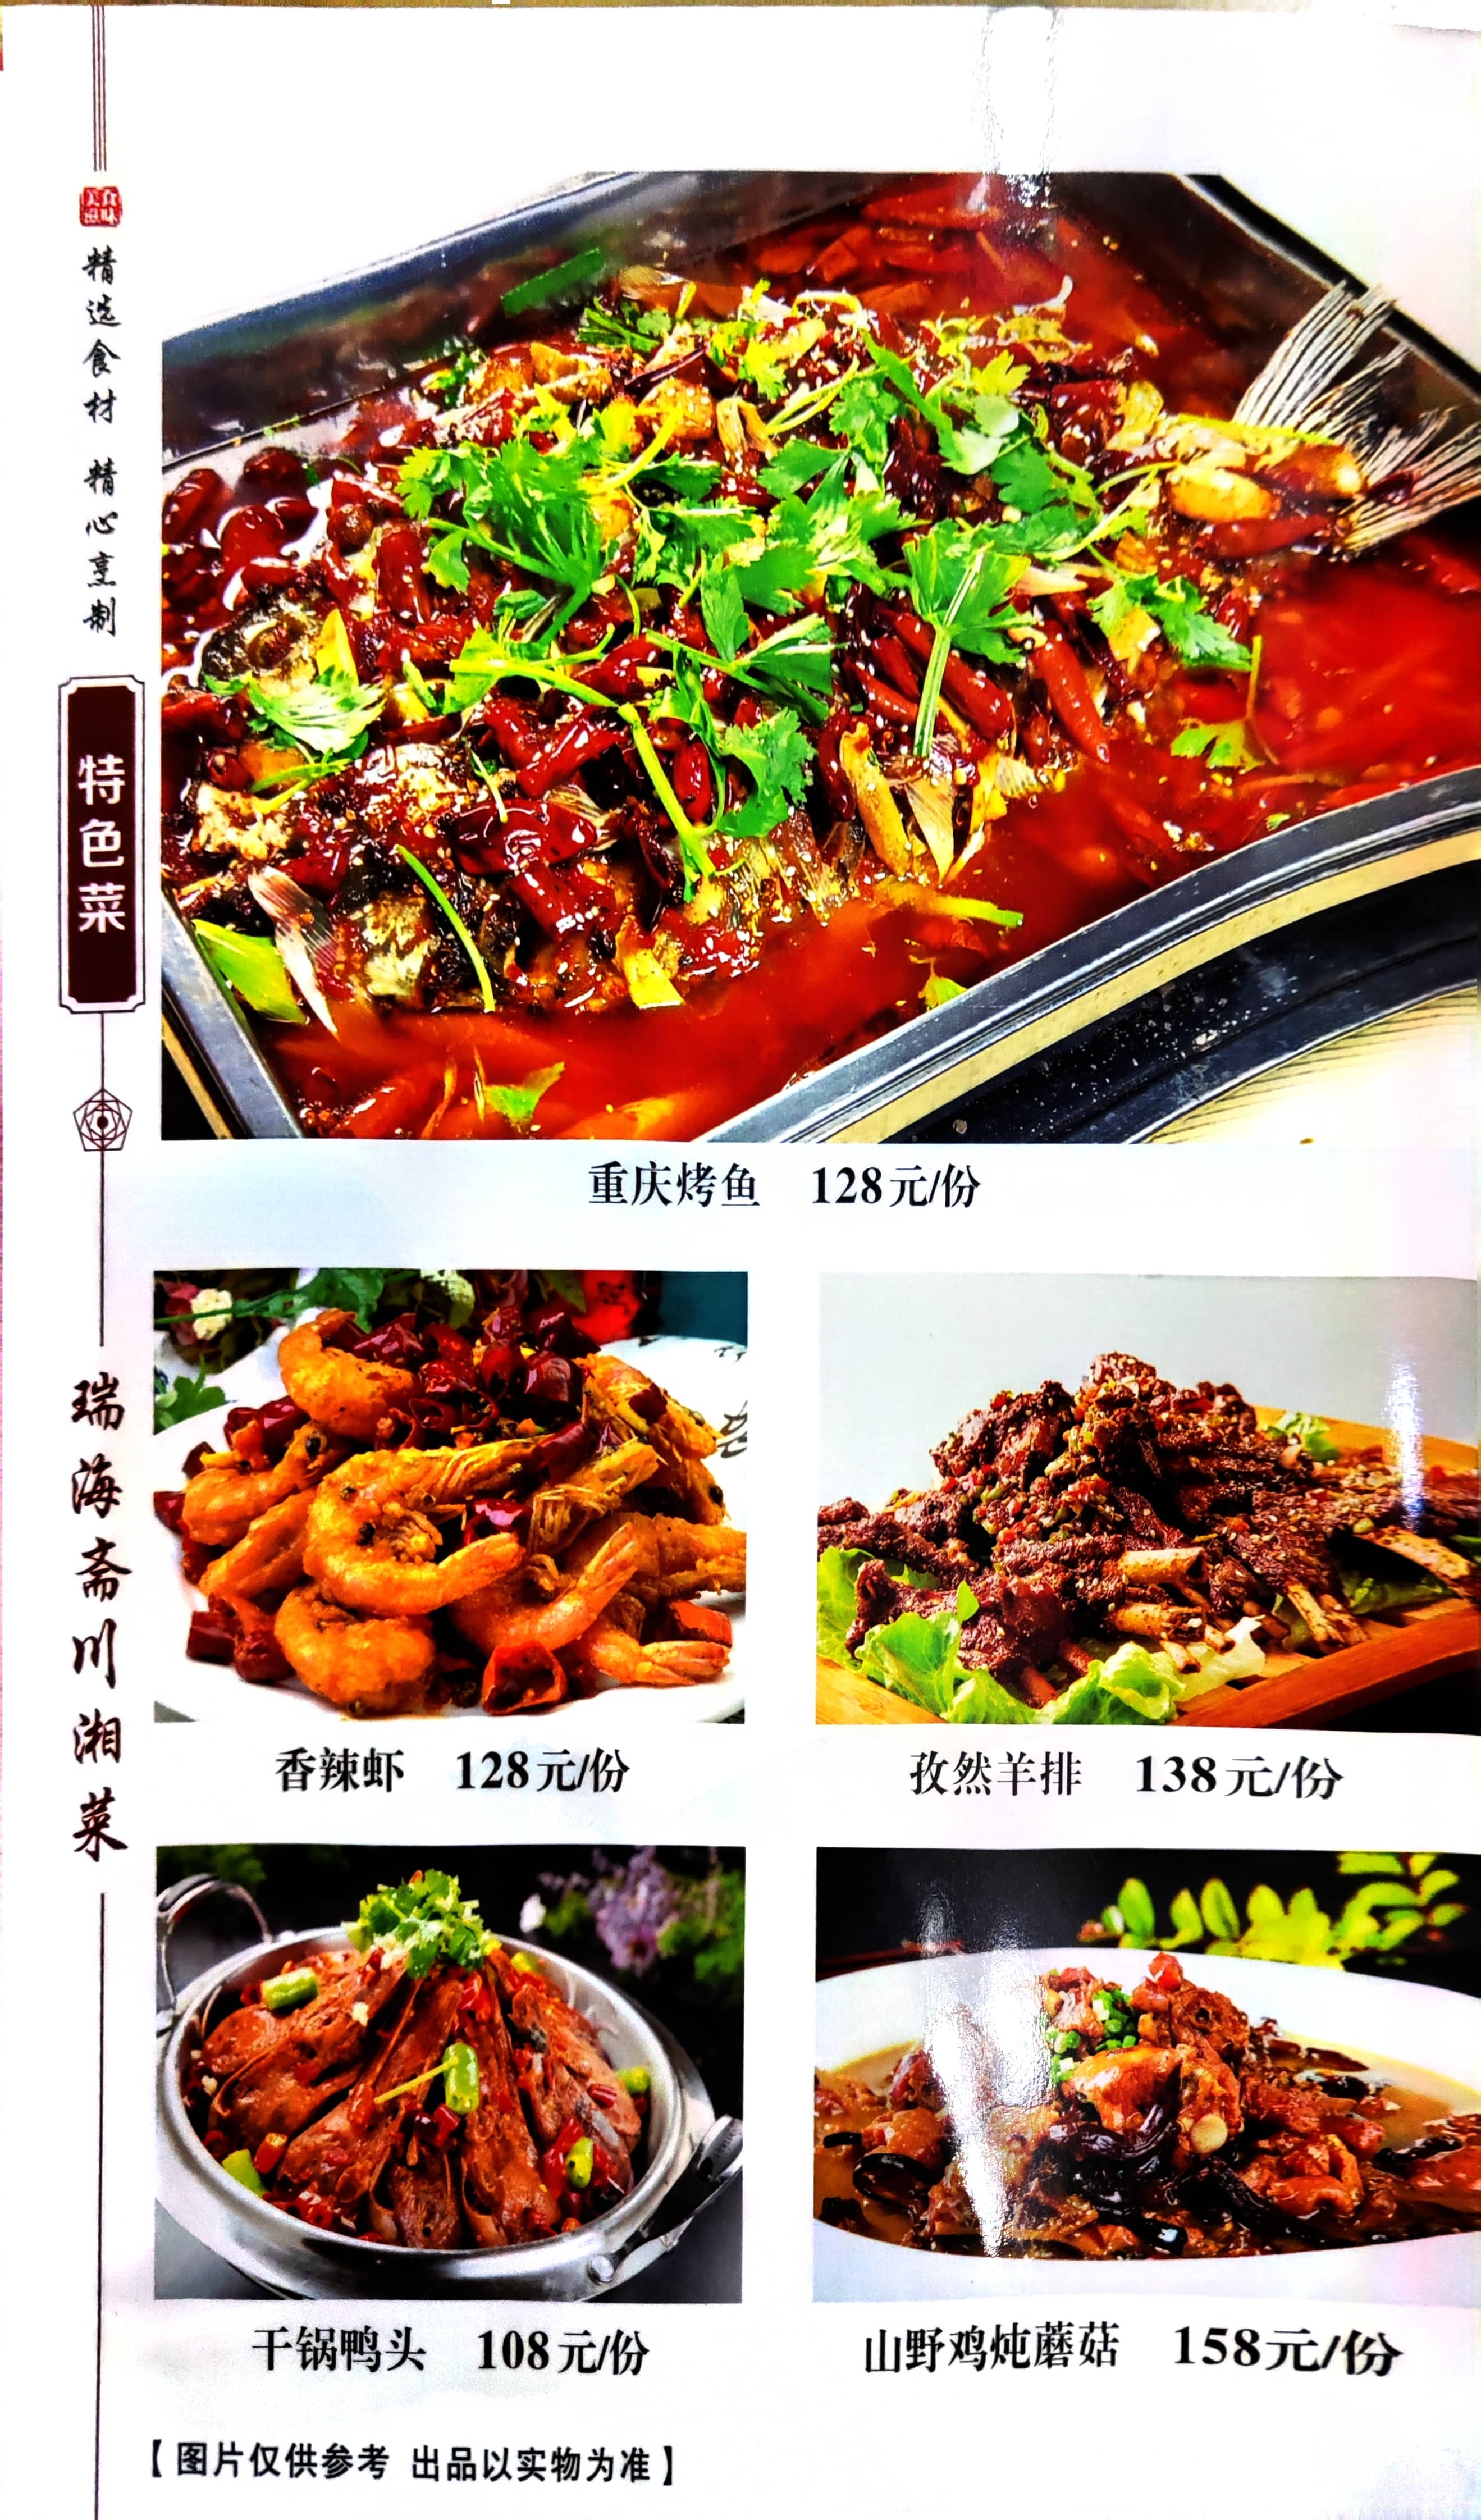 精选食材 精心烹制
特色菜
瑞海斋川湘菜
重庆烤鱼 128元/份
香辣虾 128元/份
孜然羊排 138元/份
干锅鸭头 108元/份
山野鸡炖蘑菇 158元/份
【图片仅供参考 出品以实物为准】